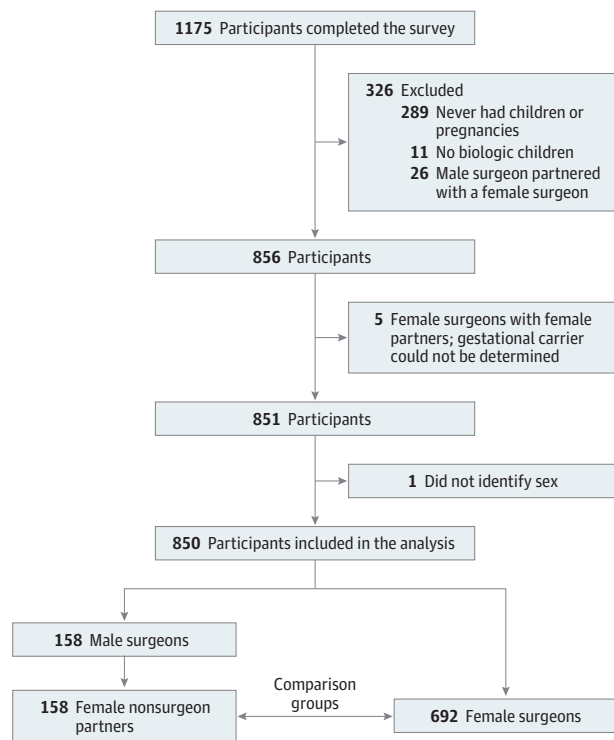 1175 Participants completed the survey
326 Excluded
289 Never had children or
pregnancies
11 No biologic children
26 Male surgeon partnered
with a female surgeon
856 Participants
5 Female surgeons with female
partners; gestational carrier
could not be determined
851 Participants
1 Did not identify sex
850 Participants included in the analysis
158 Male surgeons
158 Female nonsurgeon
partners
Comparison
groups
692 Female surgeons